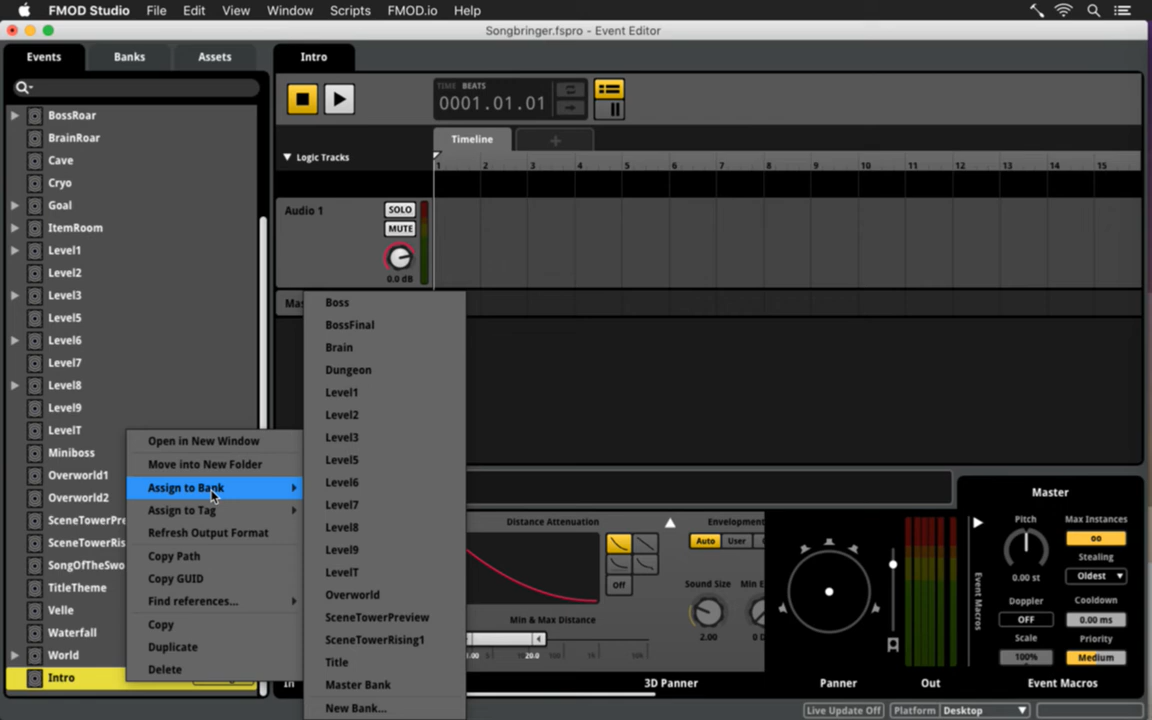 FMOD Studio File Edit View Window Scripts FMOD.io Help
Songbringer.fspro - Event Editor
Events Banks Assets Intro
BossRoar
BrainRoar
Cave
Cryo
Goal
ItemRoom
Level1
Level2
Level3
Level5
Level6
Level7
Level8
Level9
LevelT
Miniboss
Overworld1
Overworld2
SceneTowerPre
SceneTowerRis
SongOfTheSwo
TitleTheme
Velle
Waterfall
World
Intro
TIME BEATS
0001.01.01
Timeline +
Logic Tracks
1 2 3 4 5 6 7 8 9 10 11 12 13 14 15
Audio 1
SOLO
MUTE
0.0 dB
Mas
Open in New Window
Move into New Folder
Assign to Bank
Assign to Tag
Refresh Output Format
Copy Path
Copy GUID
Find references...
Copy
Duplicate
Delete
Boss
BossFinal
Brain
Dungeon
Level1
Level2
Level3
Level5
Level6
Level7
Level8
Level9
LevelT
Overworld
SceneTowerPreview
SceneTowerRising1
Title
Master Bank
New Bank...
Distance Attenuation
Off
Min & Max Distance
.00 20.0
Envelopment
Auto User
Sound Size Min E
2.00
In 3D Panner Panner Out Event Macros
Event Macros
Master
Pitch
0.00 st
Doppler
OFF
Scale
100%
Max Instances
∞
Stealing
Oldest
Cooldown
0.00 ms
Priority
Medium
Live Update Off Platform Desktop